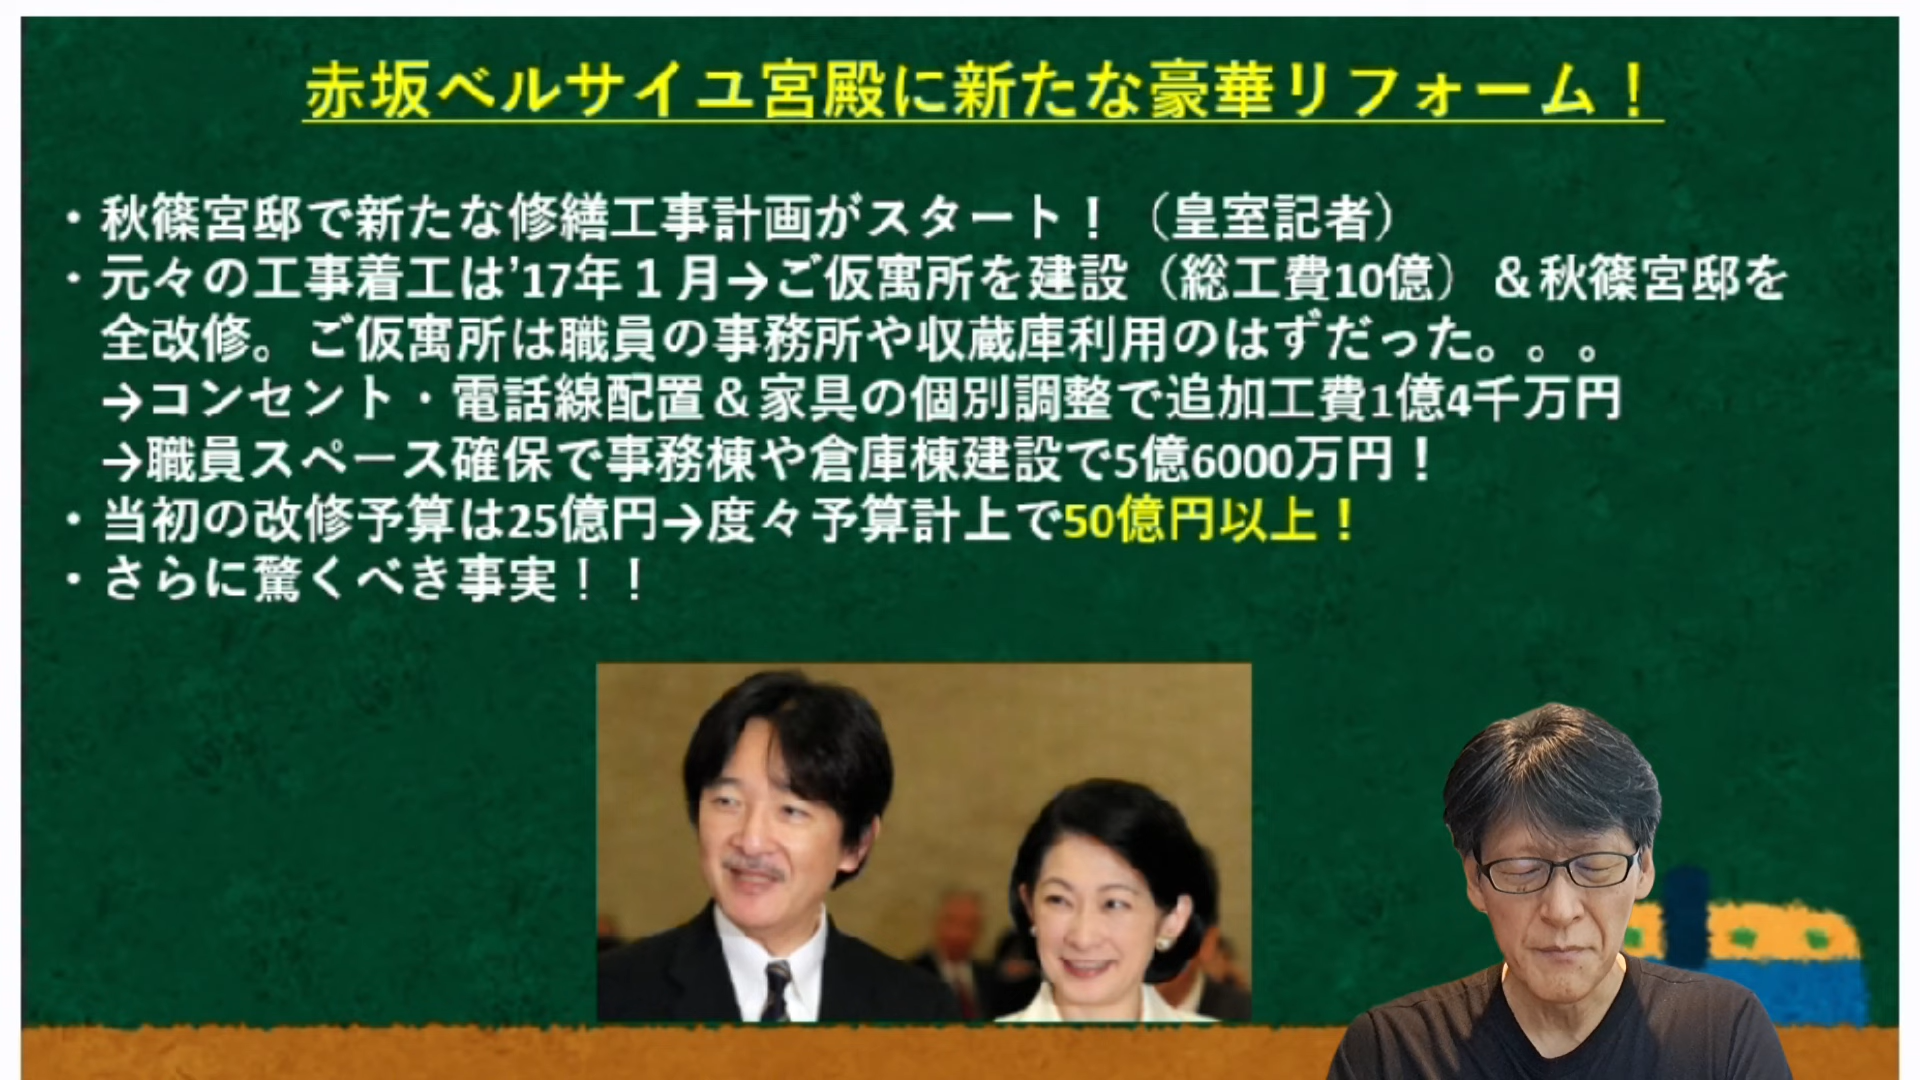 赤坂ベルサイユ宮殿に新たな豪華リフォーム！
・秋篠宮邸で新たな修繕工事計画がスタート！（皇室記者）
・元々の工事着工は’17年１月→ご仮寓所を建設（総工費10億）＆秋篠宮邸を
全改修。ご仮寓所は職員の事務所や収蔵庫利用のはずだった。。。
→コンセント・電話線配置＆家具の個別調整で追加工費1億4千万円
→職員スペース確保で事務棟や倉庫棟建設で5億6000万円！
・当初の改修予算は25億円→度々予算計上で50億円以上！
・さらに驚くべき事実！！